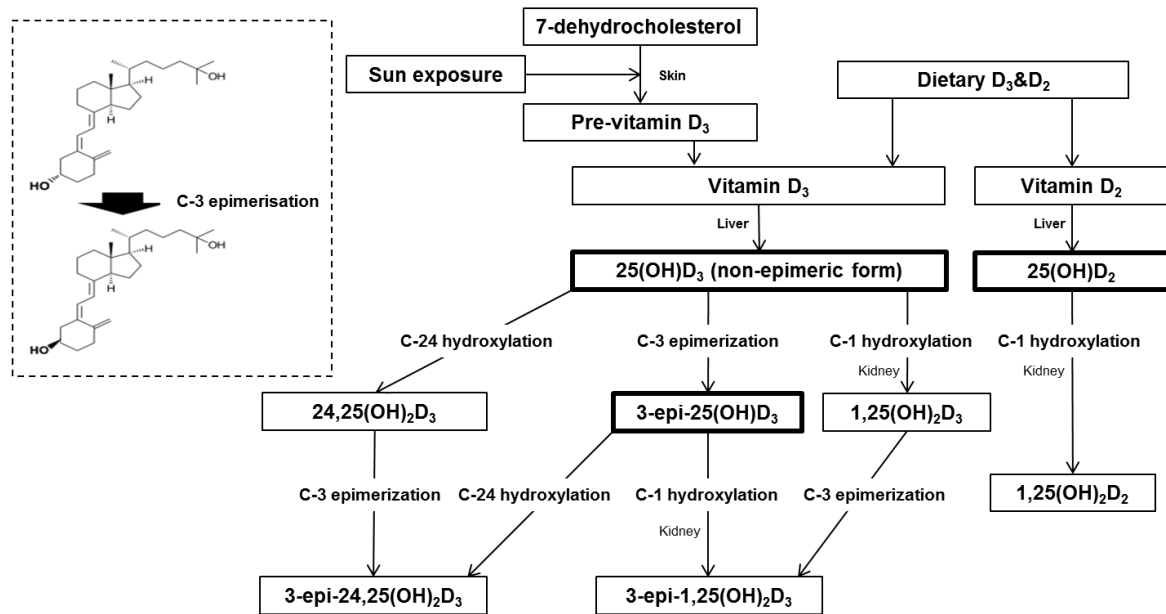 7-dehydrocholesterol
Sun exposure
Skin
Dietary D₃&D₂
Pre-vitamin D₃
Vitamin D₃
Vitamin D₂
Liver
Liver
25(OH)D₃ (non-epimeric form)
25(OH)D₂
C-24 hydroxylation
C-3 epimerization
C-1 hydroxylation
Kidney
C-1 hydroxylation
Kidney
24,25(OH)₂D₃
3-epi-25(OH)D₃
1,25(OH)₂D₃
C-3 epimerization
C-24 hydroxylation
C-1 hydroxylation
Kidney
C-3 epimerization
1,25(OH)₂D₂
3-epi-24,25(OH)₂D₃
3-epi-1,25(OH)₂D₃
OH
H
H
HO
C-3 epimerisation
OH
H
H
HO